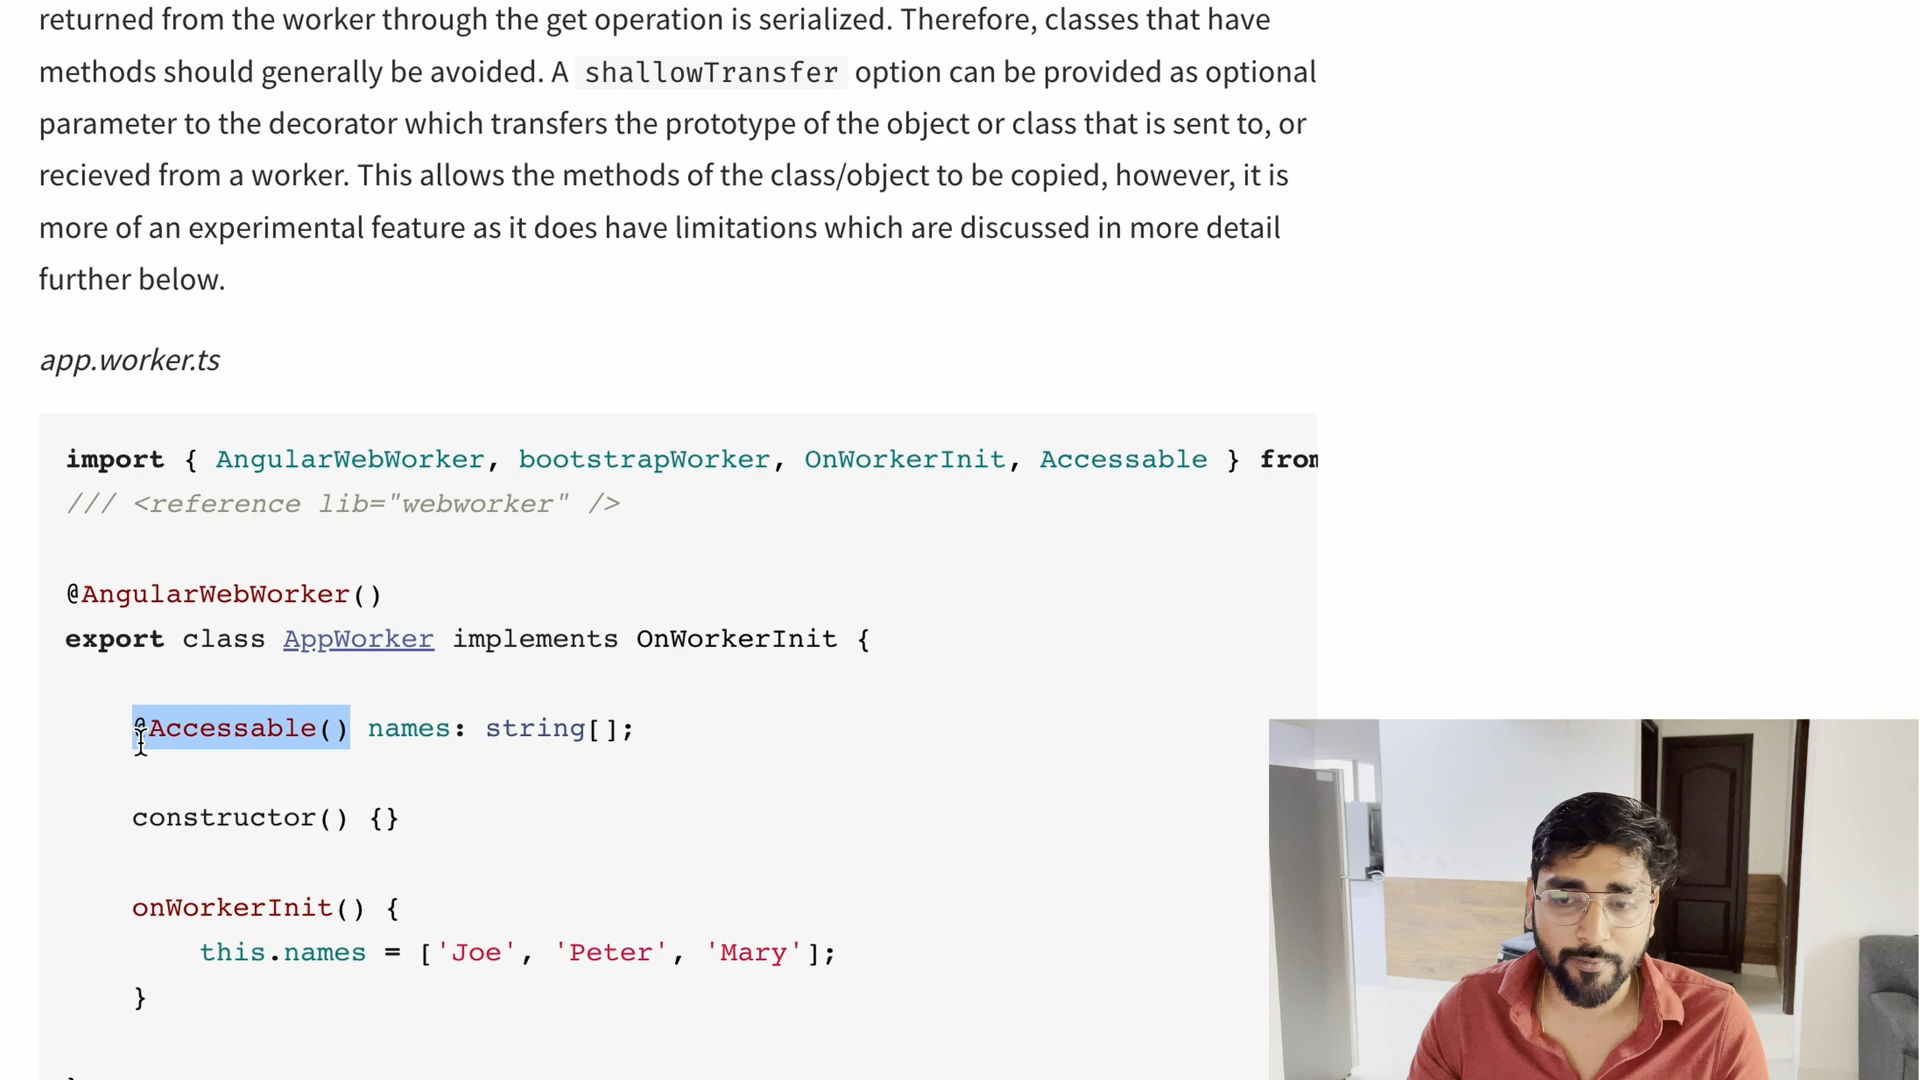 returned from the worker through the get operation is serialized. Therefore, classes that have
methods should generally be avoided. A shallowTransfer option can be provided as optional
parameter to the decorator which transfers the prototype of the object or class that is sent to, or
recieved from a worker. This allows the methods of the class/object to be copied, however, it is
more of an experimental feature as it does have limitations which are discussed in more detail
further below.
app.worker.ts
import { AngularWebWorker, bootstrapWorker, OnWorkerInit, Accessable } from
/// <reference lib="webworker" />
@AngularWebWorker()
export class AppWorker implements OnWorkerInit {
@Accessable() names: string[];
constructor() {}
onWorkerInit() {
this.names = ['Joe', 'Peter', 'Mary'];
}